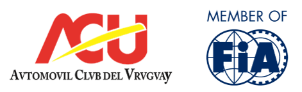 ACU
AVTOMOVIL CLVB DEL VRVGVAY
MEMBER OF
FiA